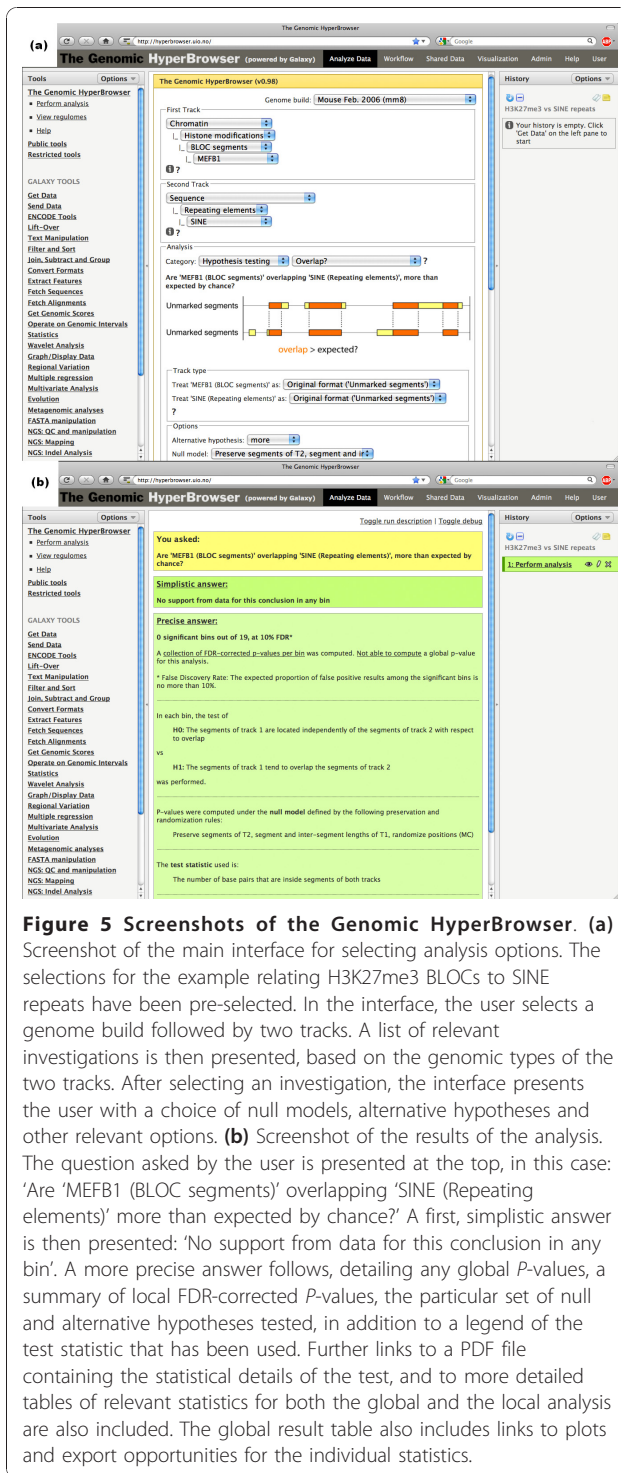 The Genomic HyperBrowser
(a)
http://hyperbrowser.uio.no/
Google
ABP
The Genomic HyperBrowser (powered by Galaxy) Analyze Data Workflow Shared Data Visualization Admin Help User
Tools Options
The Genomic HyperBrowser
Perform analysis
View regulomes
Help
Public tools
Restricted tools
GALAXY TOOLS
Get Data
Send Data
ENCODE Tools
Lift-Over
Text Manipulation
Filter and Sort
Join, Subtract and Group
Convert Formats
Extract Features
Fetch Sequences
Fetch Alignments
Get Genomic Scores
Operate on Genomic Intervals
Statistics
Wavelet Analysis
Graph/Display Data
Regional Variation
Multiple regression
Multivariate Analysis
Evolution
Metagenomic analyses
FASTA manipulation
NGS: QC and manipulation
NGS: Mapping
NGS: Indel Analysis
The Genomic HyperBrowser (v0.98)
Genome build: Mouse Feb. 2006 (mm8)
First Track
Chromatin
|_ Histone modifications
|_ BLOC segments
|_ MEFB1
?
Second Track
Sequence
|_ Repeating elements
|_ SINE
?
Analysis
Category: Hypothesis testing Overlap? ?
Are 'MEFB1 (BLOC segments)' overlapping 'SINE (Repeating elements)', more than
expected by chance?
Unmarked segments
Unmarked segments
overlap > expected?
Track type
Treat 'MEFB1 (BLOC segments)' as: Original format ('Unmarked segments')
Treat 'SINE (Repeating elements)' as: Original format ('Unmarked segments')
?
Options
Alternative hypothesis: more
Null model: Preserve segments of T2, segment and ir
History Options
H3K27me3 vs SINE repeats
Your history is empty. Click
'Get Data' on the left pane to
start
The Genomic HyperBrowser
(b)
http://hyperbrowser.uio.no/
Google
ABP
The Genomic HyperBrowser (powered by Galaxy) Analyze Data Workflow Shared Data Visualization Admin Help User
Tools Options
The Genomic HyperBrowser
Perform analysis
View regulomes
Help
Public tools
Restricted tools
GALAXY TOOLS
Get Data
Send Data
ENCODE Tools
Lift-Over
Text Manipulation
Filter and Sort
Join, Subtract and Group
Convert Formats
Extract Features
Fetch Sequences
Fetch Alignments
Get Genomic Scores
Operate on Genomic Intervals
Statistics
Wavelet Analysis
Graph/Display Data
Regional Variation
Multiple regression
Multivariate Analysis
Evolution
Metagenomic analyses
FASTA manipulation
NGS: QC and manipulation
NGS: Mapping
NGS: Indel Analysis
Toggle run description | Toggle debug
You asked:
Are 'MEFB1 (BLOC segments)' overlapping 'SINE (Repeating elements)', more than expected by
chance?
Simplistic answer:
No support from data for this conclusion in any bin
Precise answer:
0 significant bins out of 19, at 10% FDR*
A collection of FDR-corrected p-values per bin was computed. Not able to compute a global p-value
for this analysis.
* False Discovery Rate: The expected proportion of false positive results among the significant bins is
no more than 10%.
In each bin, the test of
H0: The segments of track 1 are located independently of the segments of track 2 with respect
to overlap
vs
H1: The segments of track 1 tend to overlap the segments of track 2
was performed.
P-values were computed under the null model defined by the following preservation and
randomization rules:
Preserve segments of T2, segment and inter-segment lengths of T1, randomize positions (MC)
The test statistic used is:
The number of base pairs that are inside segments of both tracks
History Options
H3K27me3 vs SINE repeats
1: Perform analysis
Figure 5 Screenshots of the Genomic HyperBrowser. (a)
Screenshot of the main interface for selecting analysis options. The
selections for the example relating H3K27me3 BLOCs to SINE
repeats have been pre-selected. In the interface, the user selects a
genome build followed by two tracks. A list of relevant
investigations is then presented, based on the genomic types of the
two tracks. After selecting an investigation, the interface presents
the user with a choice of null models, alternative hypotheses and
other relevant options. (b) Screenshot of the results of the analysis.
The question asked by the user is presented at the top, in this case:
‘Are ‘MEFB1 (BLOC segments)’ overlapping ‘SINE (Repeating
elements)’ more than expected by chance?’ A first, simplistic answer
is then presented: ‘No support from data for this conclusion in any
bin’. A more precise answer follows, detailing any global P-values, a
summary of local FDR-corrected P-values, the particular set of null
and alternative hypotheses tested, in addition to a legend of the
test statistic that has been used. Further links to a PDF file
containing the statistical details of the test, and to more detailed
tables of relevant statistics for both the global and the local analysis
are also included. The global result table also includes links to plots
and export opportunities for the individual statistics.